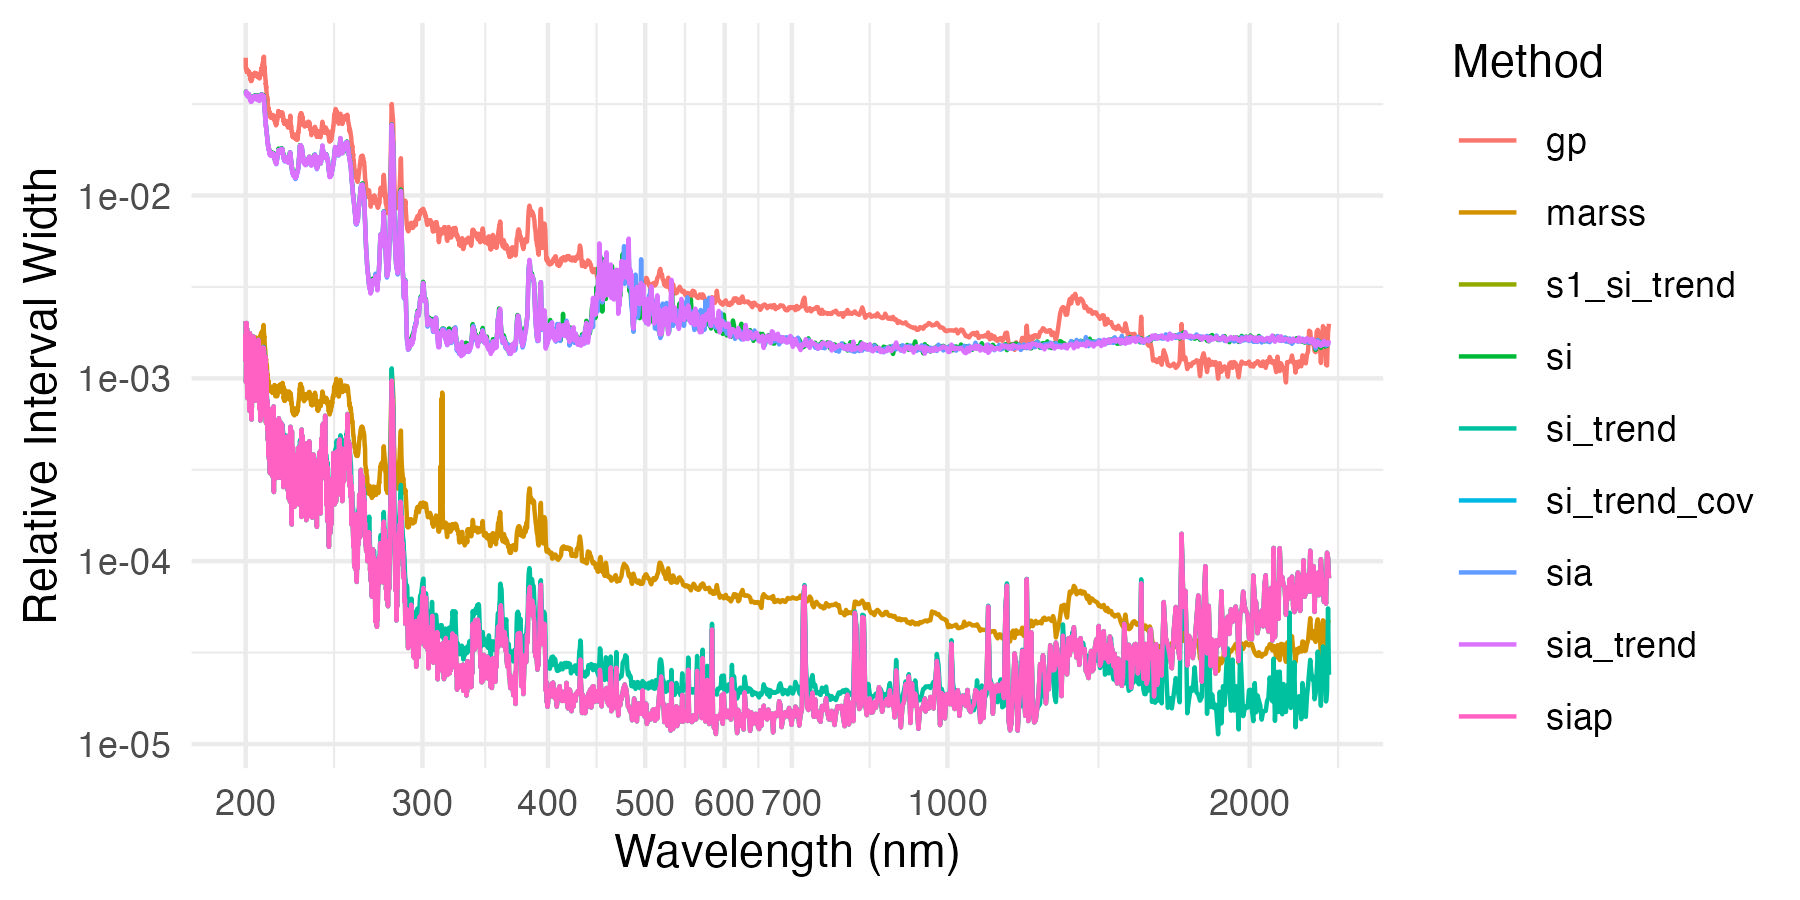 Relative Interval Width
1e-02
1e-03
1e-04
1e-05
200 300 400 500 600 700 1000 2000
Wavelength (nm)
Method
gp
marss
s1_si_trend
si
si_trend
si_trend_cov
sia
sia_trend
siap